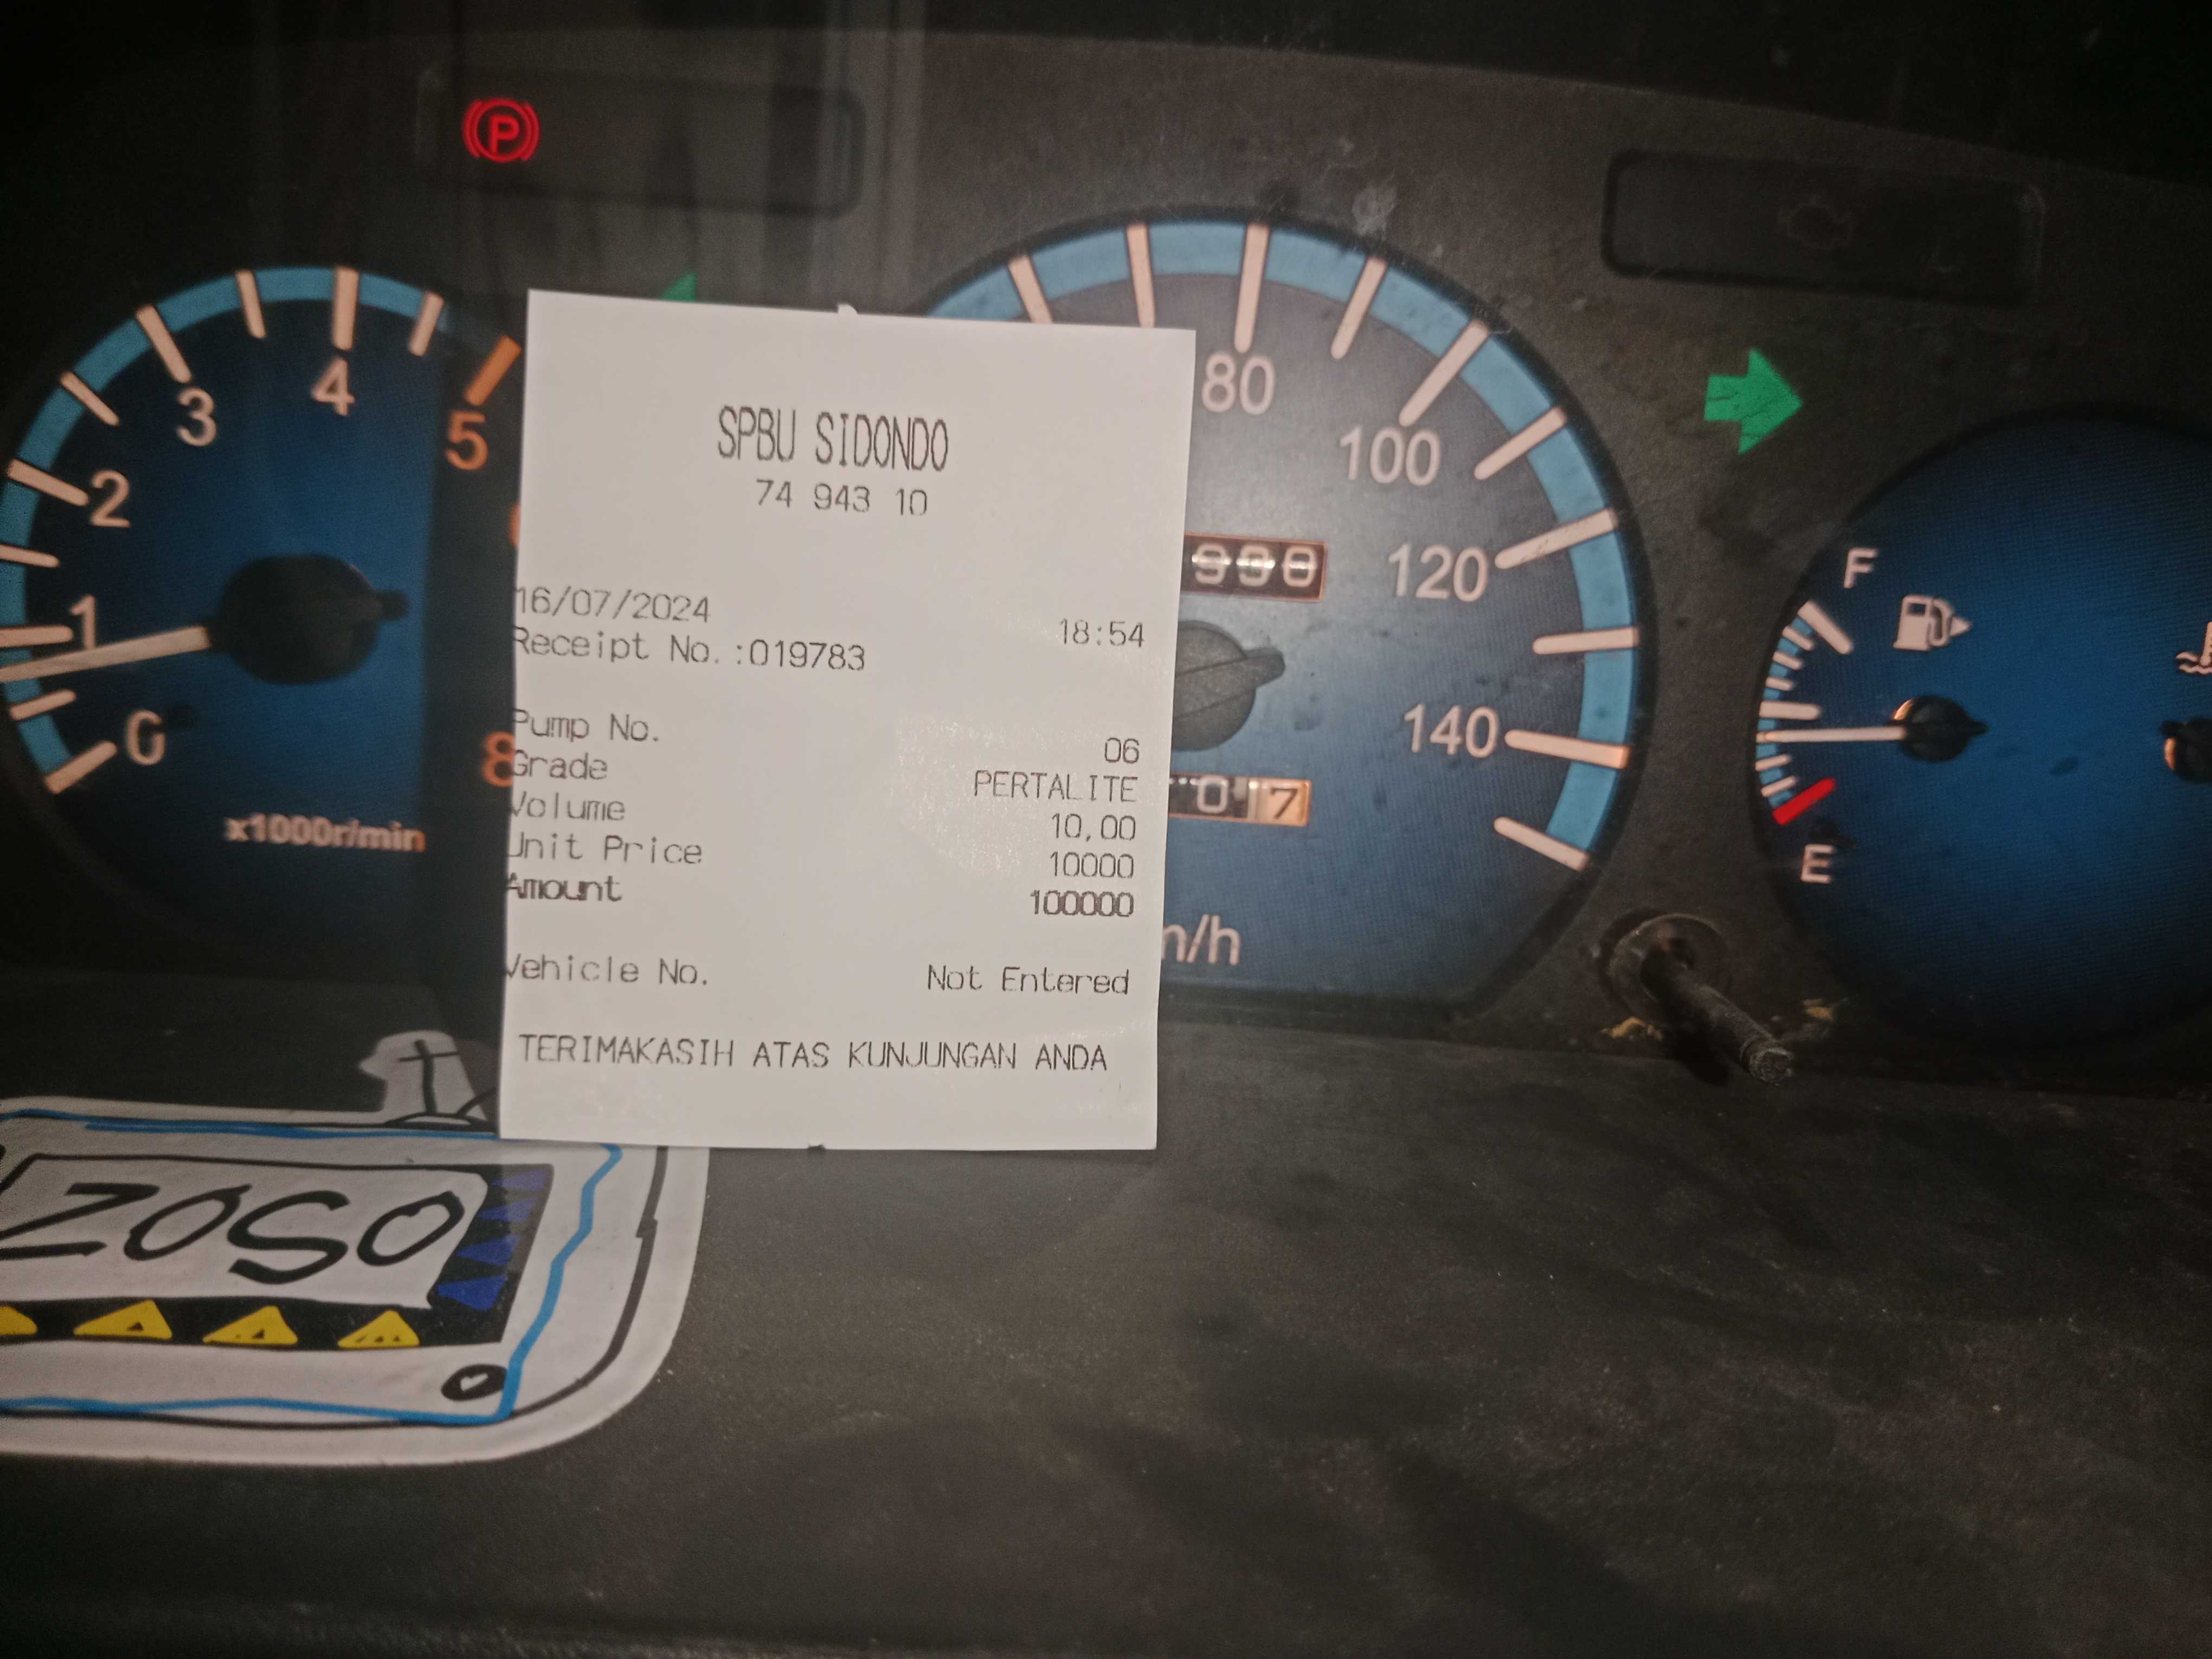 SPBU SIDONDO
74 943 10
16/07/2024 18:54
Receipt No.:019783
Pump No. 06
Grade PERTALITE
Volume 10,00
Unit Price 10000
Amount 100000
Vehicle No. Not Entered
TERIMAKASIH ATAS KUNJUNGAN ANDA
P
0
1
2
3
4
5
8
x1000r/min
80
100
120
140
0 7
m/h
F
E
ZOSO